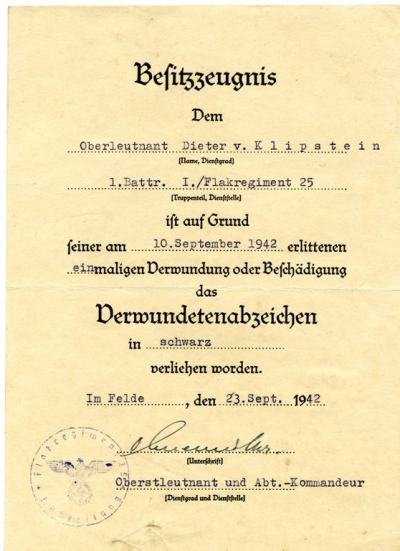 Besitzzeugnis
Dem
Oberleutnant Dieter v. K l i p s t e i n
(Name, Dienstgrad)
1.Battr. I./Flakregiment 25
(Truppenteil, Dienststelle)
ist auf Grund
seiner am 10.September 1942 erlittenen
einmaligen Verwundung oder Beschädigung
das
Verwundetenabzeichen
in schwarz
verliehen worden.
Im Felde, den 23.Sept. 1942
(Unterschrift)
Oberstleutnant und Abt.-Kommandeur
(Dienstgrad und Dienststelle)